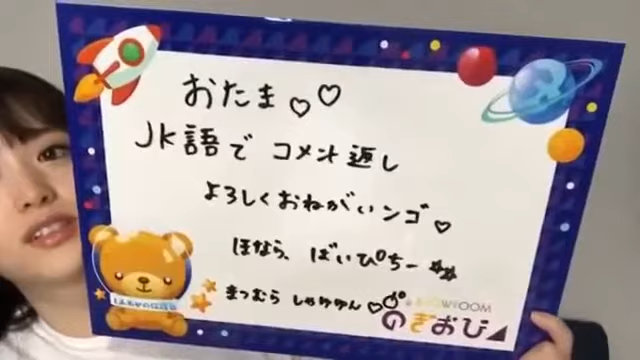 おたま♡♡
JK語で コメント返し
よろしくおねがいンゴ♡
ほなら、ばいぴちー
まつむら しゃゆゆん♡
SHOWROOM
のぎおび